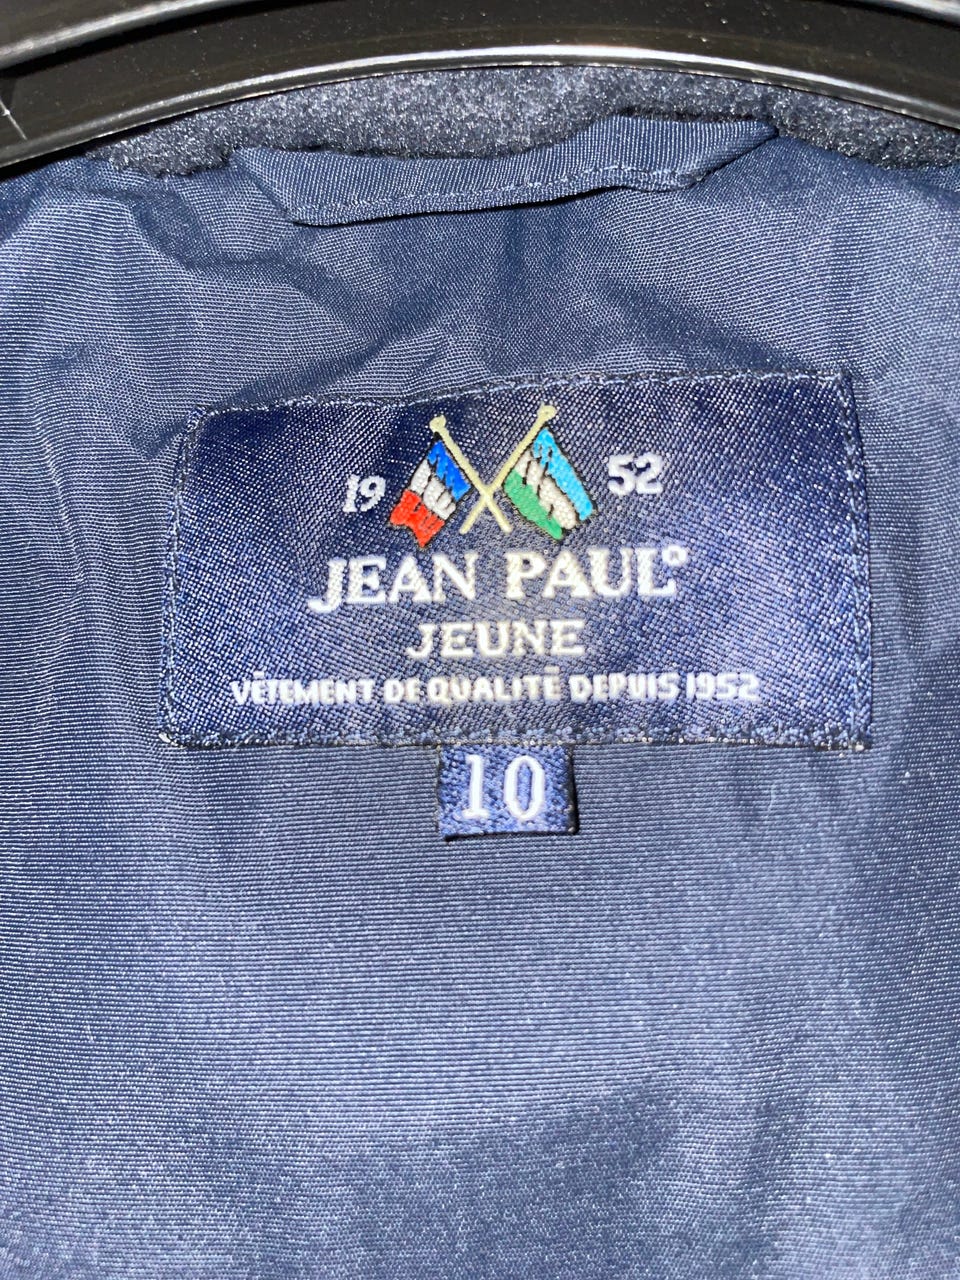 19 52
JEAN PAUL°
JEUNE
VÊTEMENT DE QUALITÉ DEPUIS 1952
10